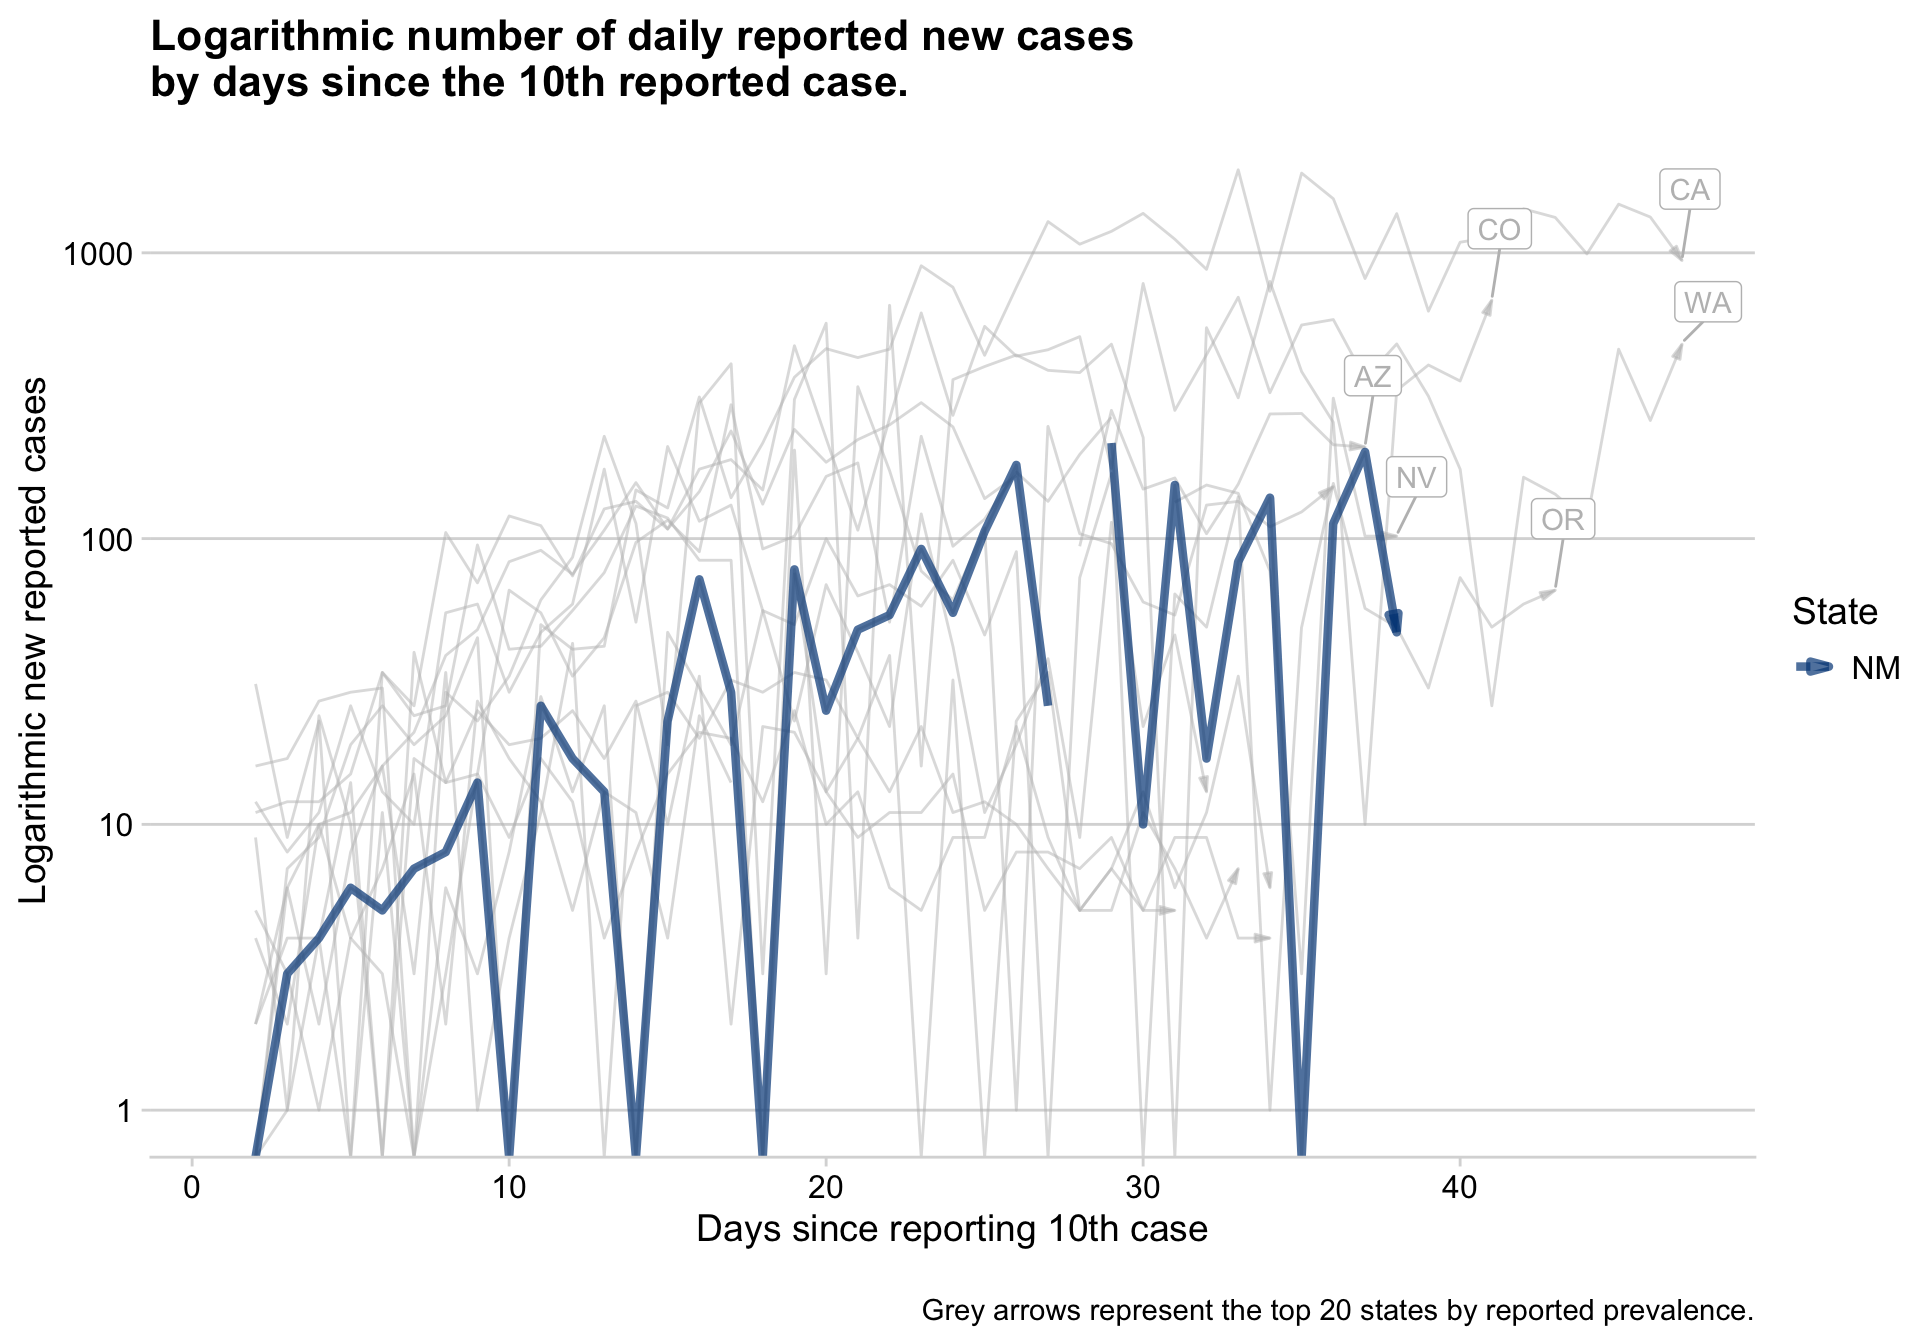 Logarithmic number of daily reported new cases
by days since the 10th reported case.
CA
CO
1000
WA
AZ
NV
OR
100
10
1
Logarithmic new reported cases
State
NM
0 10 20 30 40
Days since reporting 10th case
Grey arrows represent the top 20 states by reported prevalence.